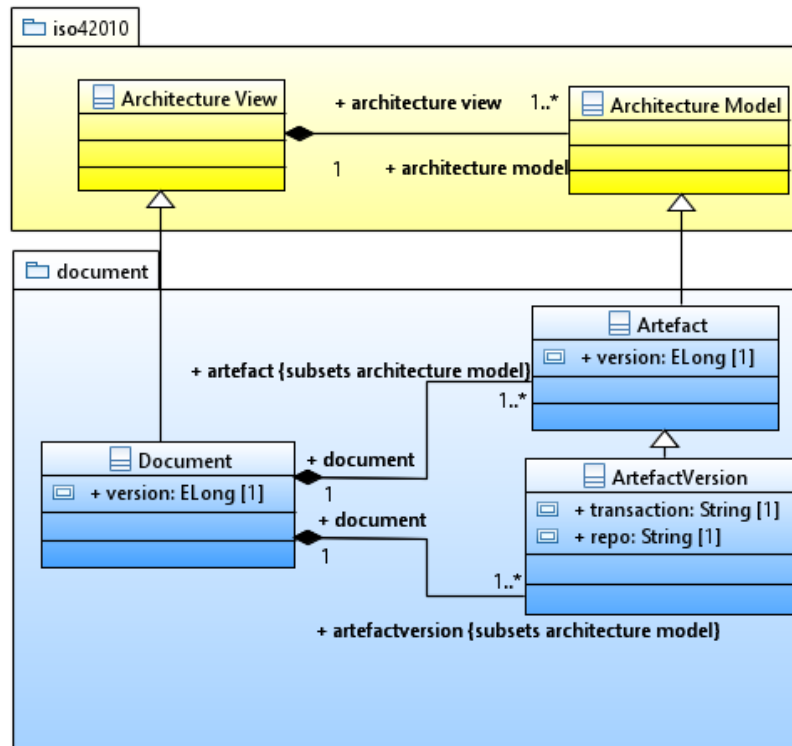 iso42010
Architecture View
+ architecture view
1..*
Architecture Model
1
+ architecture model
document
Artefact
+ version: ELong [1]
+ artefact {subsets architecture model}
1..*
Document
+ document
ArtefactVersion
+ version: ELong [1]
1
+ transaction: String [1]
+ document
+ repo: String [1]
1
1..*
+ artefactversion {subsets architecture model}